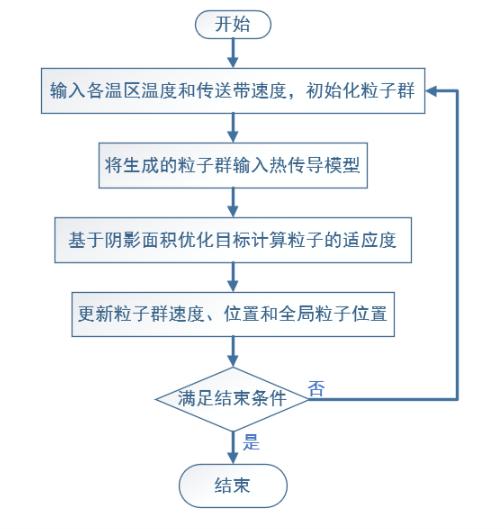 开始
输入各温区温度和传送带速度，初始化粒子群
将生成的粒子群输入热传导模型
基于阴影面积优化目标计算粒子的适应度
更新粒子群速度、位置和全局粒子位置
满足结束条件
否
是
结束